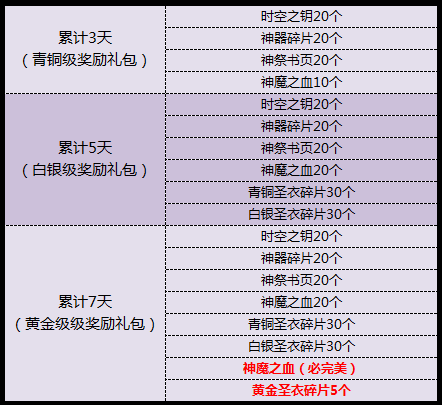 累计3天
（青铜级奖励礼包）
时空之钥20个
神器碎片20个
神祭书页20个
神魔之血10个
累计5天
（白银级奖励礼包）
时空之钥20个
神器碎片20个
神祭书页20个
神魔之血20个
青铜圣衣碎片30个
白银圣衣碎片30个
累计7天
（黄金级级奖励礼包）
时空之钥20个
神器碎片20个
神祭书页20个
神魔之血20个
青铜圣衣碎片30个
白银圣衣碎片30个
神魔之血（必完美）
黄金圣衣碎片5个